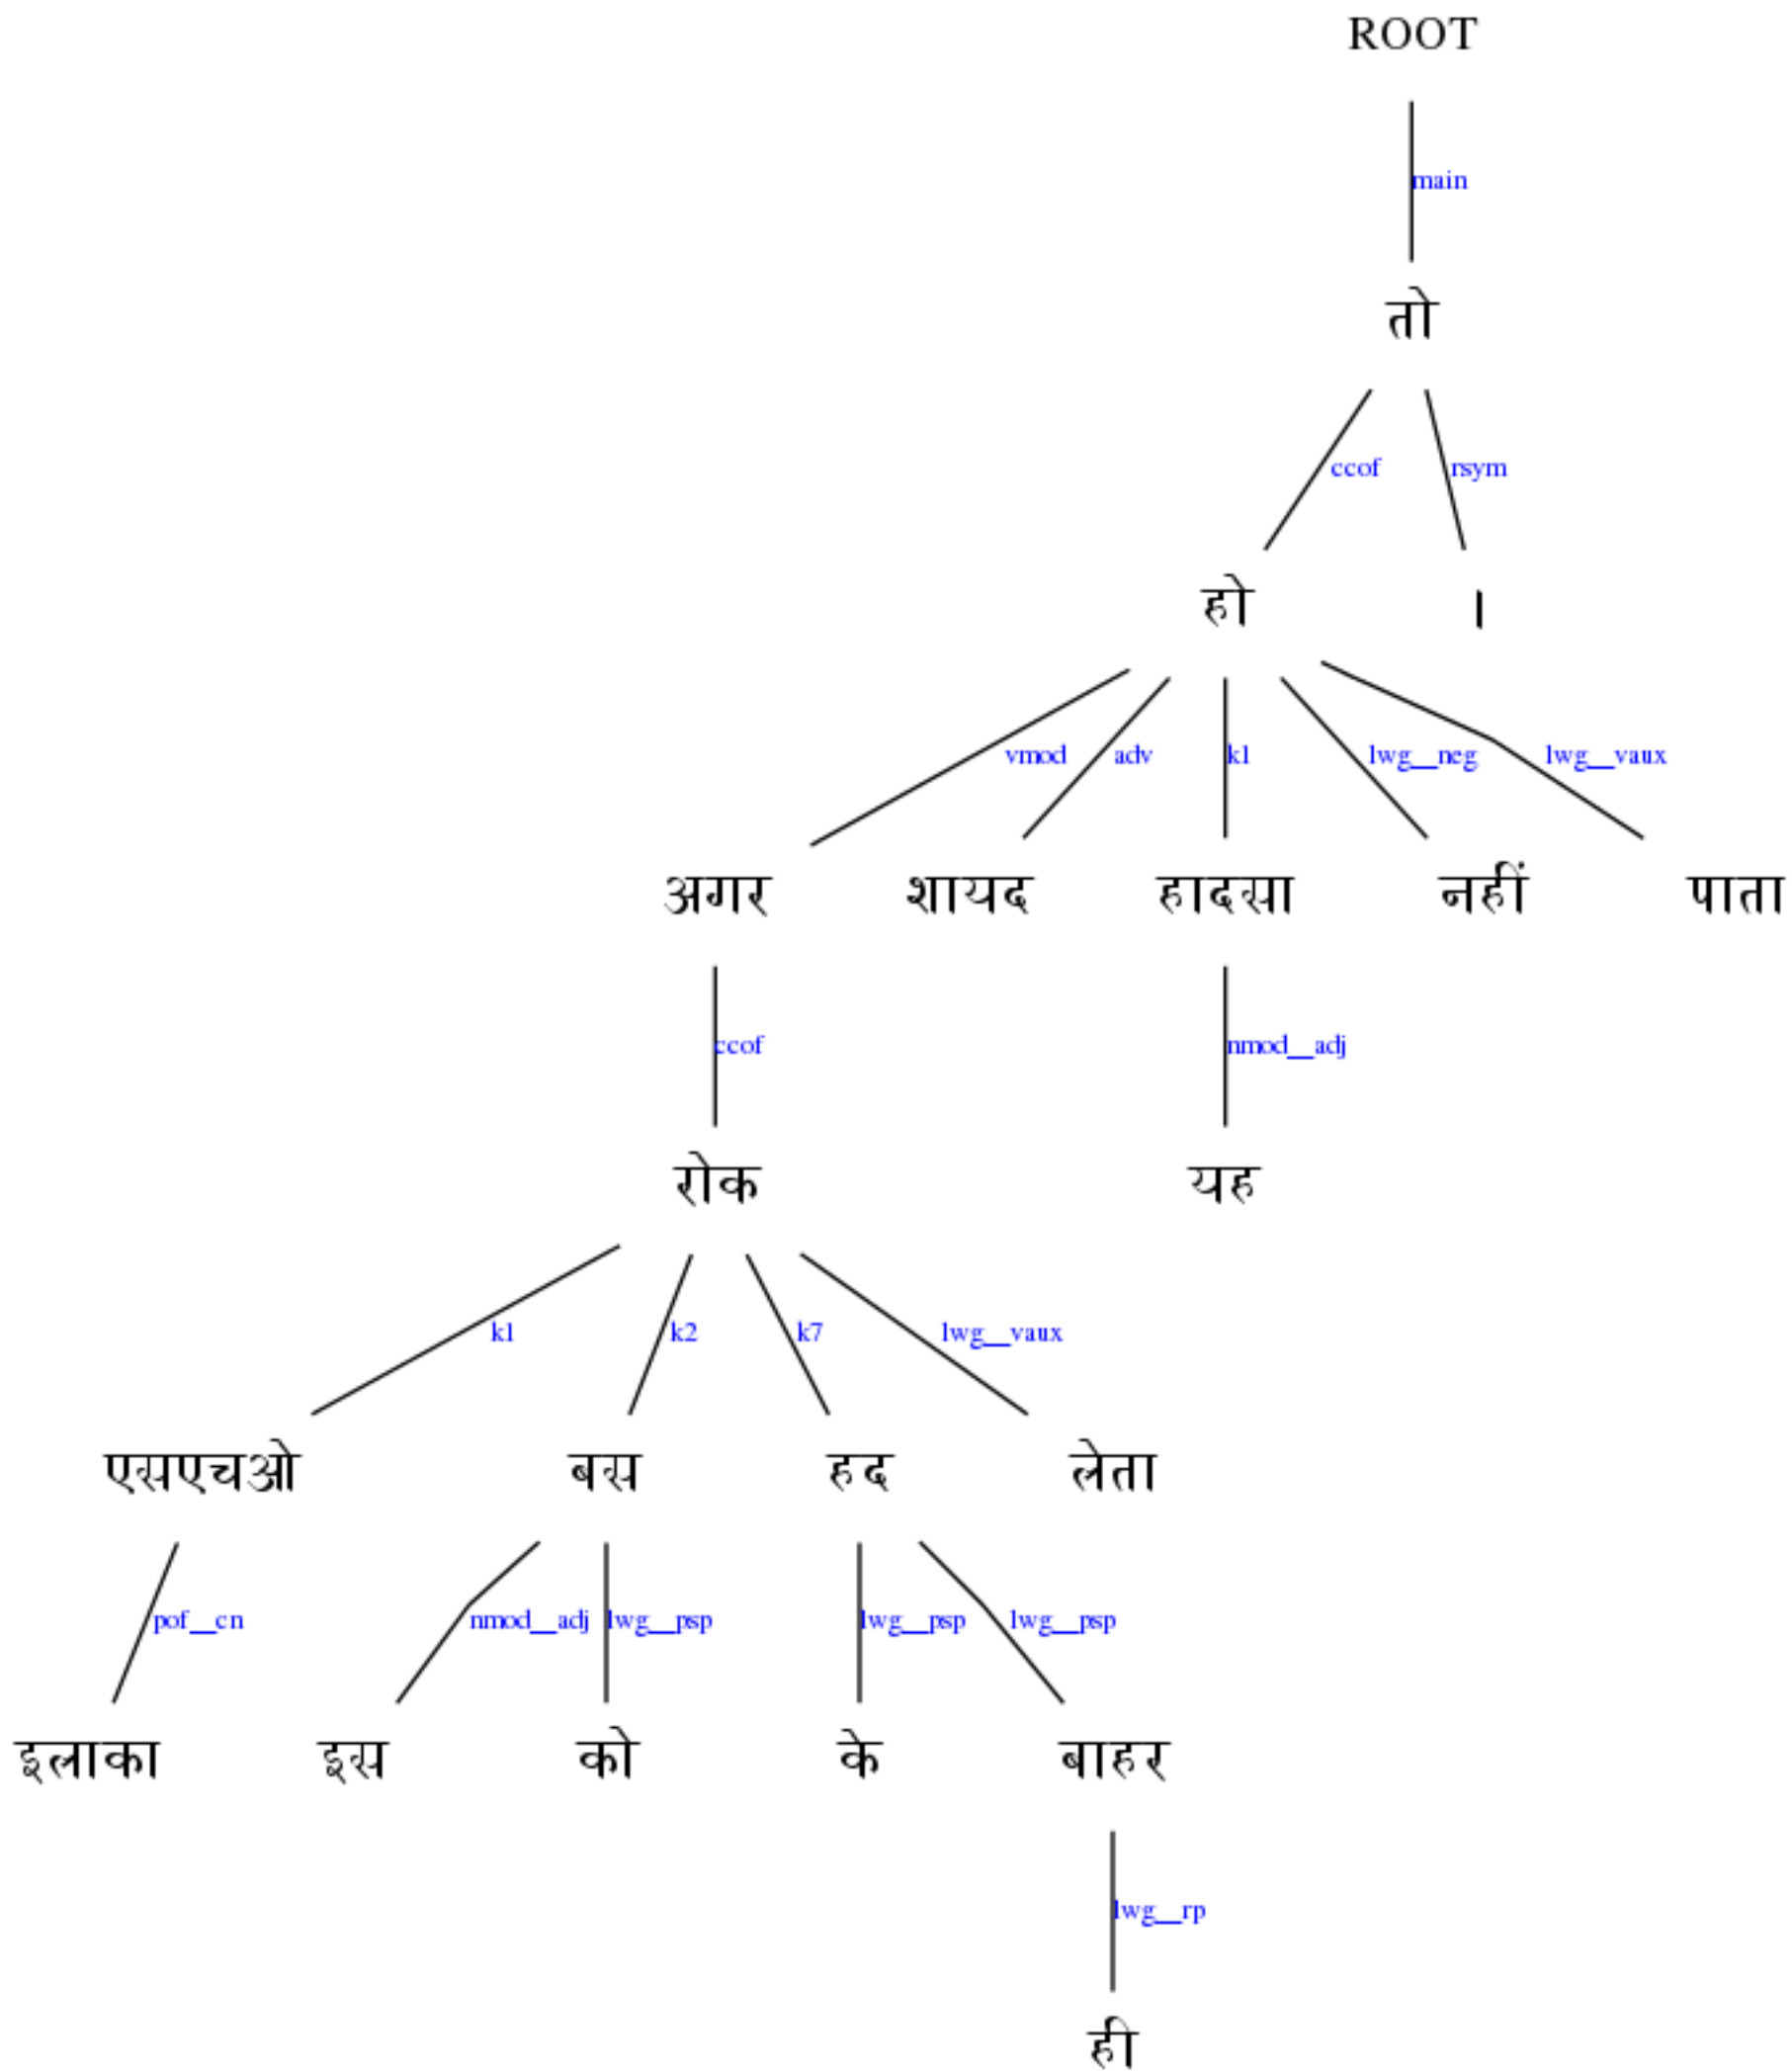 ROOT
main
तो
ccof rsym
हो ।
vmod adv k1 lwg__neg lwg__vaux
अगर शायद हादसा नहीं पाता
ccof nmod__adj
रोक यह
k1 k2 k7 lwg__vaux
एसएचओ बस हद लेता
pof__cn nmod__adj lwg__psp lwg__psp lwg__psp
इलाका इस को के बाहर
lwg__rp
ही